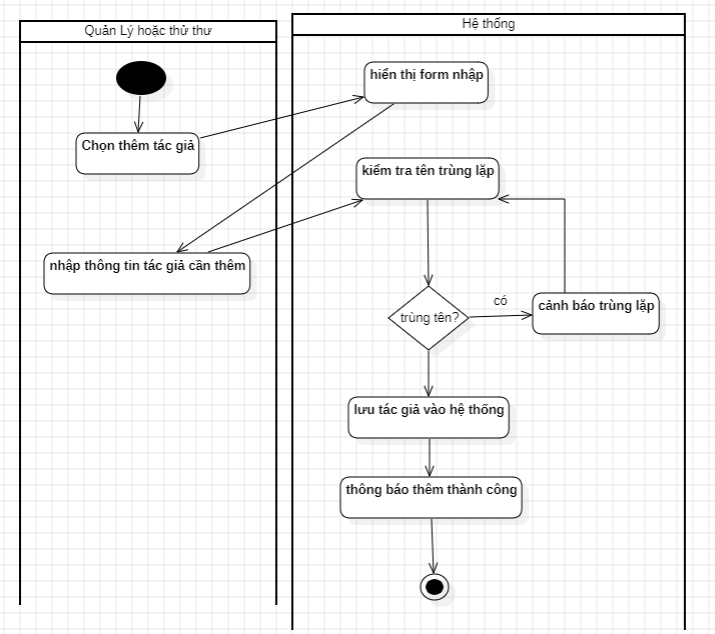 Quản Lý hoặc thử thư
Hệ thống
hiển thị form nhập
Chọn thêm tác giả
kiểm tra tên trùng lặp
nhập thông tin tác giả cần thêm
trùng tên?
có
cảnh báo trùng lặp
lưu tác giả vào hệ thống
thông báo thêm thành công